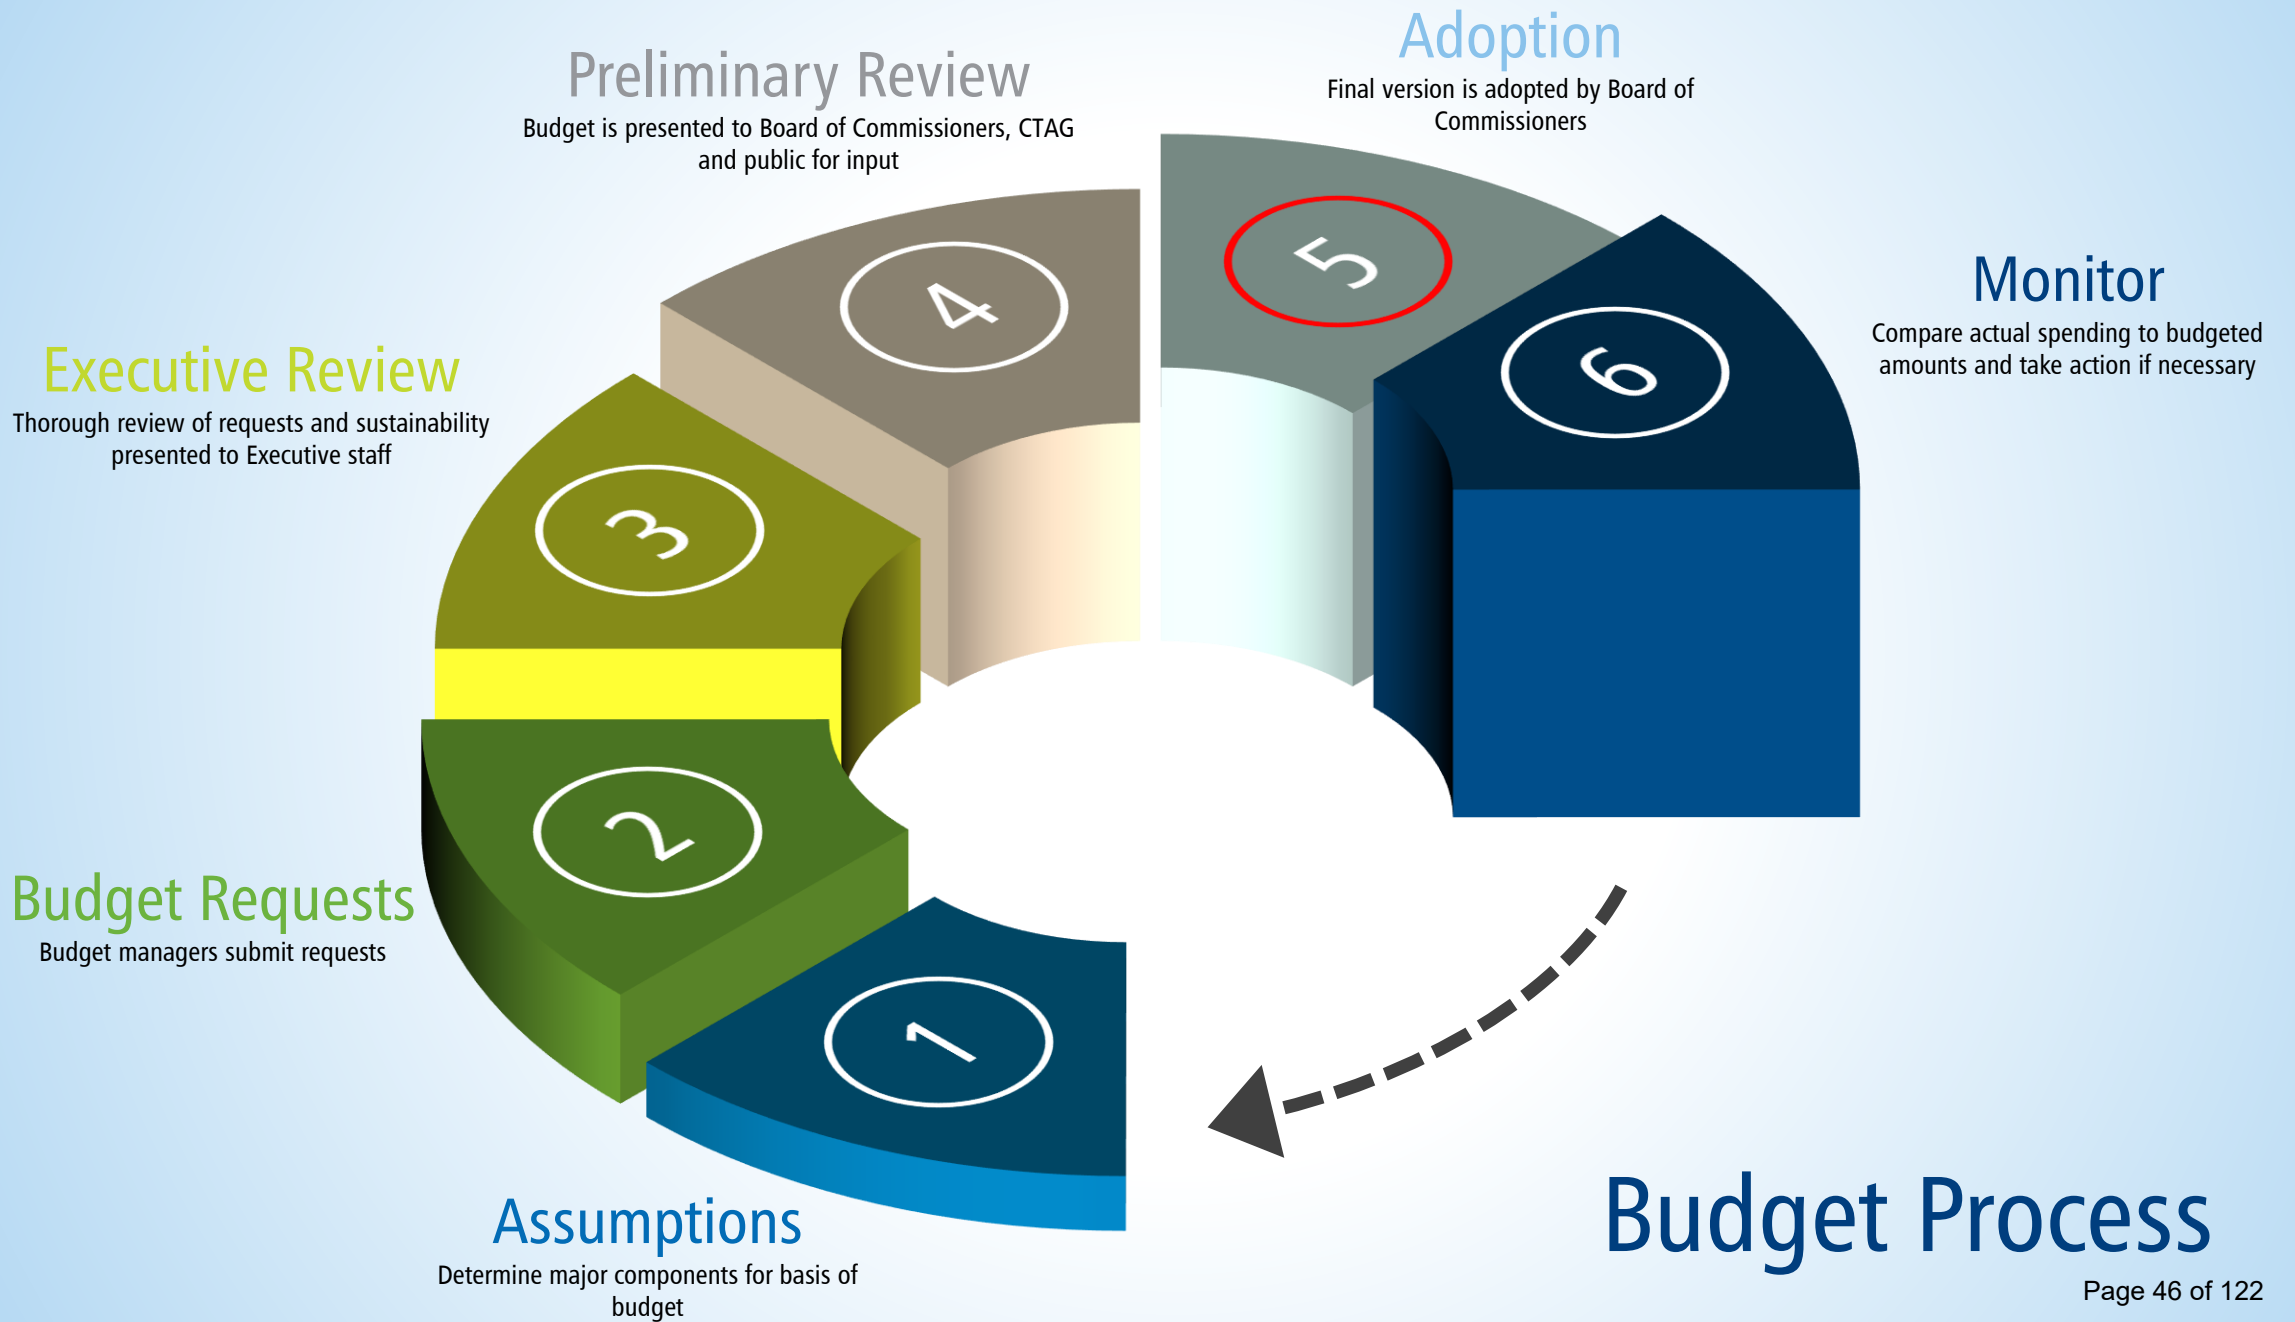 Adoption
Final version is adopted by Board of
Commissioners
Preliminary Review
Budget is presented to Board of Commissioners, CTAG
and public for input
5
4
Monitor
Compare actual spending to budgeted
amounts and take action if necessary
6
Executive Review
Thorough review of requests and sustainability
presented to Executive staff
3
2
Budget Requests
Budget managers submit requests
1
Assumptions
Determine major components for basis of
budget
Budget Process
Page 46 of 122